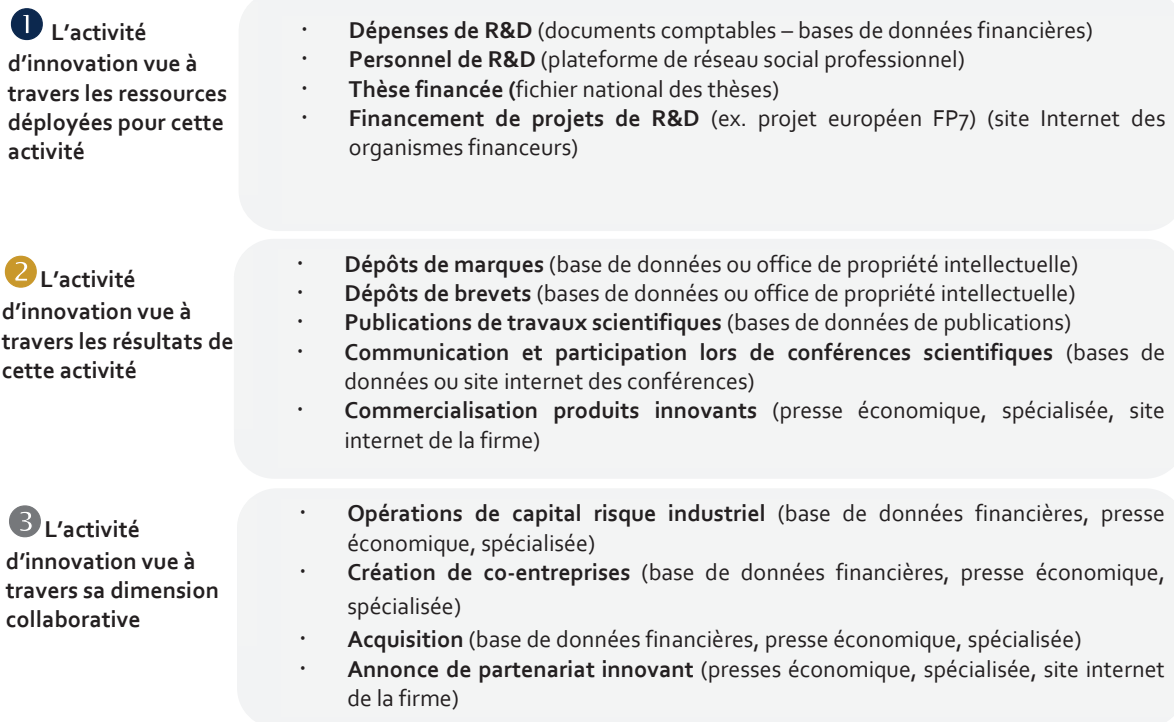 ❶ L'activité
d'innovation vue à
travers les ressources
déployées pour cette
activité
· Dépenses de R&D (documents comptables – bases de données financières)
· Personnel de R&D (plateforme de réseau social professionnel)
· Thèse financée (fichier national des thèses)
· Financement de projets de R&D (ex. projet européen FP7) (site Internet des
organismes financeurs)
❷ L'activité
d'innovation vue à
travers les résultats de
cette activité
· Dépôts de marques (base de données ou office de propriété intellectuelle)
· Dépôts de brevets (bases de données ou office de propriété intellectuelle)
· Publications de travaux scientifiques (bases de données de publications)
· Communication et participation lors de conférences scientifiques (bases de
données ou site internet des conférences)
· Commercialisation produits innovants (presse économique, spécialisée, site
internet de la firme)
❸ L'activité
d'innovation vue à
travers sa dimension
collaborative
· Opérations de capital risque industriel (base de données financières, presse
économique, spécialisée)
· Création de co-entreprises (base de données financières, presse économique,
spécialisée)
· Acquisition (base de données financières, presse économique, spécialisée)
· Annonce de partenariat innovant (presses économique, spécialisée, site internet
de la firme)